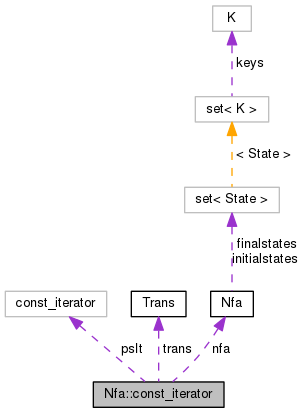 K
keys
set< K >
< State >
set< State >
finalstates
initialstates
const_iterator
Trans
Nfa
psIt
trans
nfa
Nfa::const_iterator